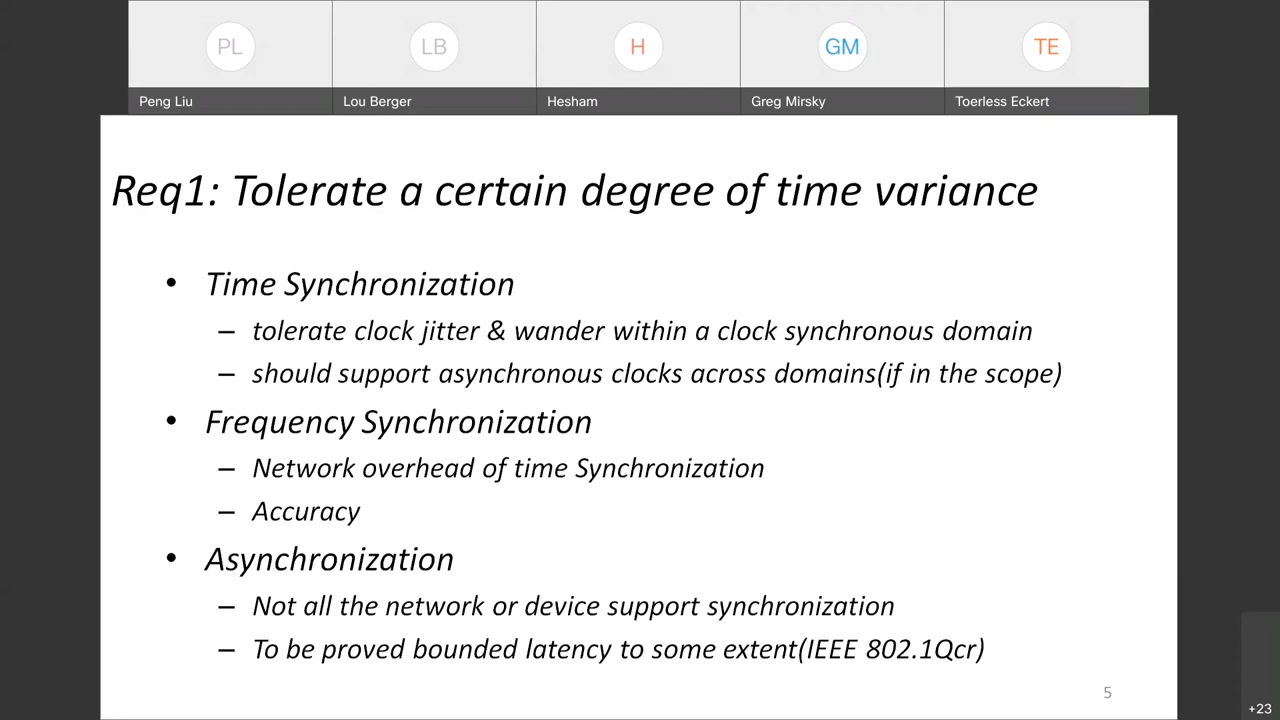 PL LB H GM TE
Peng Liu Lou Berger Hesham Greg Mirsky Toerless Eckert
Req1: Tolerate a certain degree of time variance
• Time Synchronization
– tolerate clock jitter & wander within a clock synchronous domain
– should support asynchronous clocks across domains(if in the scope)
• Frequency Synchronization
– Network overhead of time Synchronization
– Accuracy
• Asynchronization
– Not all the network or device support synchronization
– To be proved bounded latency to some extent(IEEE 802.1Qcr)
5
+23